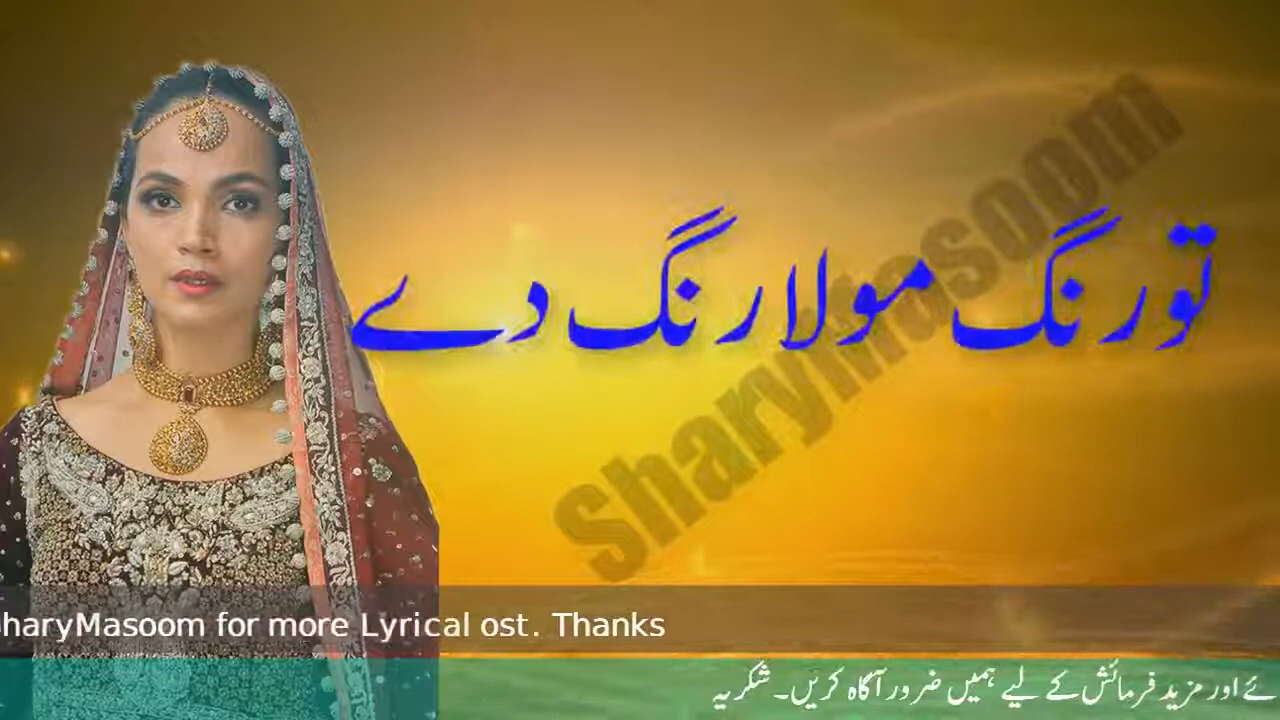 تو رنگ مولا رنگ دے
SharyMasoom
haryMasoom for more Lyrical ost. Thanks
ئے اور مزید فرمائش کے لیے ہمیں ضرور آگاہ کریں۔ شکریہ